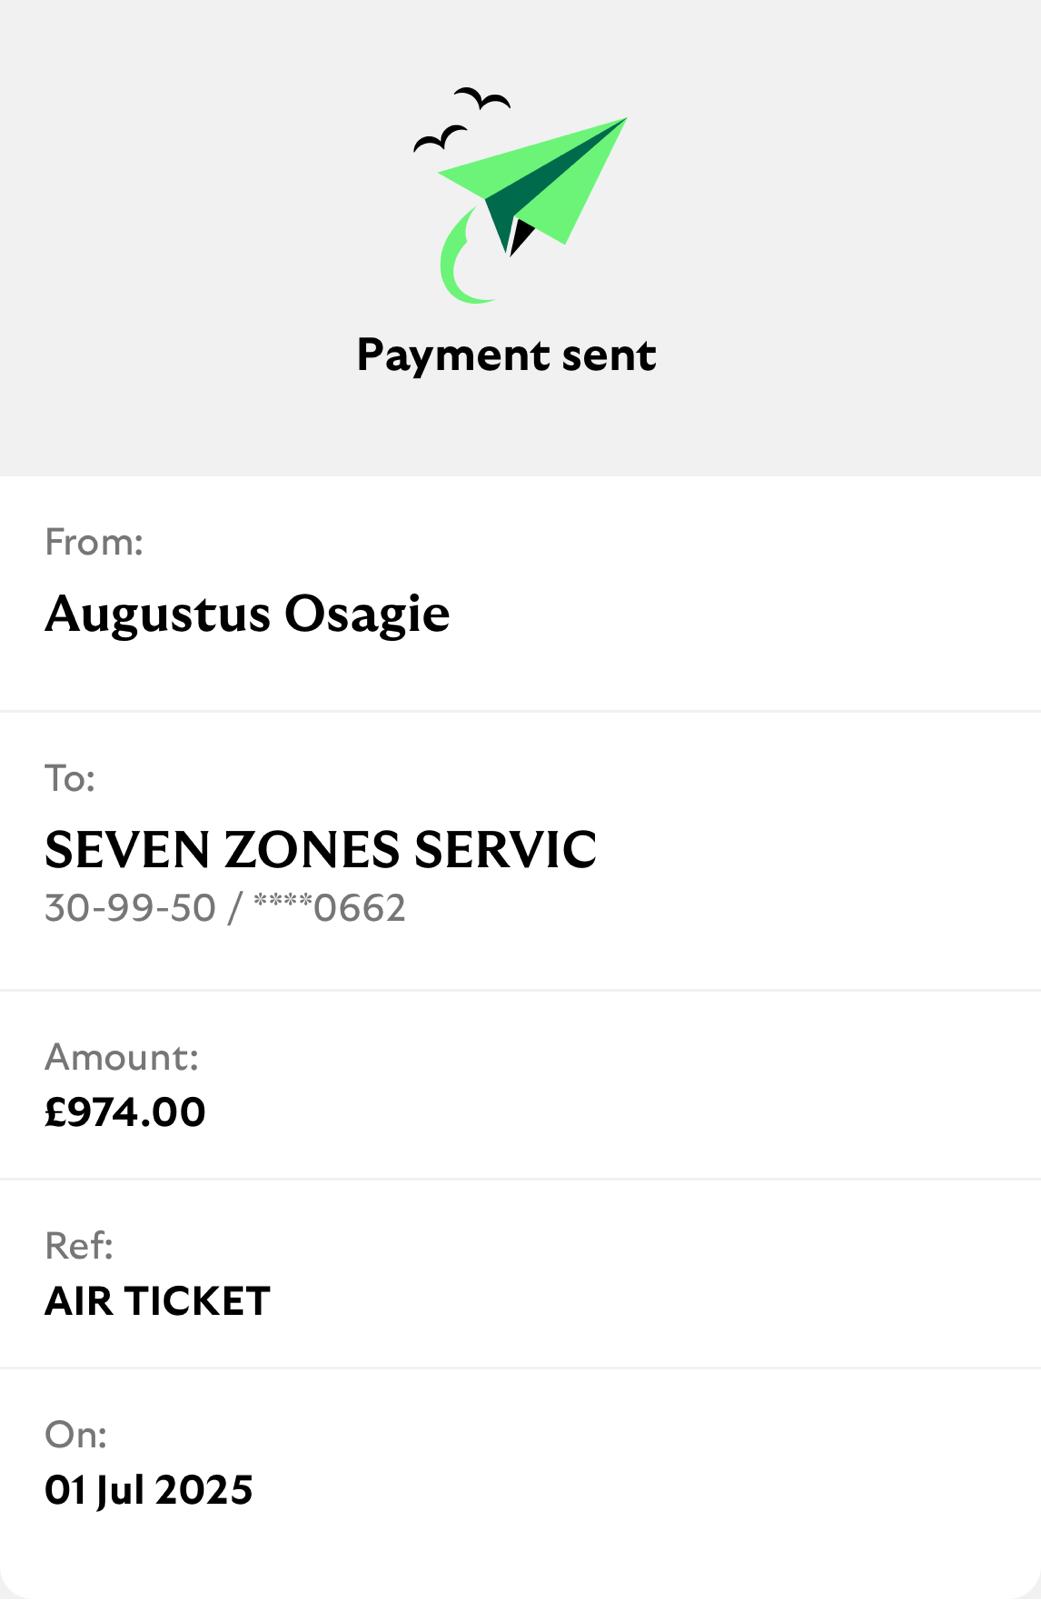 Payment sent
From:
Augustus Osagie
To:
SEVEN ZONES SERVIC
30-99-50 / ****0662
Amount:
£974.00
Ref:
AIR TICKET
On:
01 Jul 2025